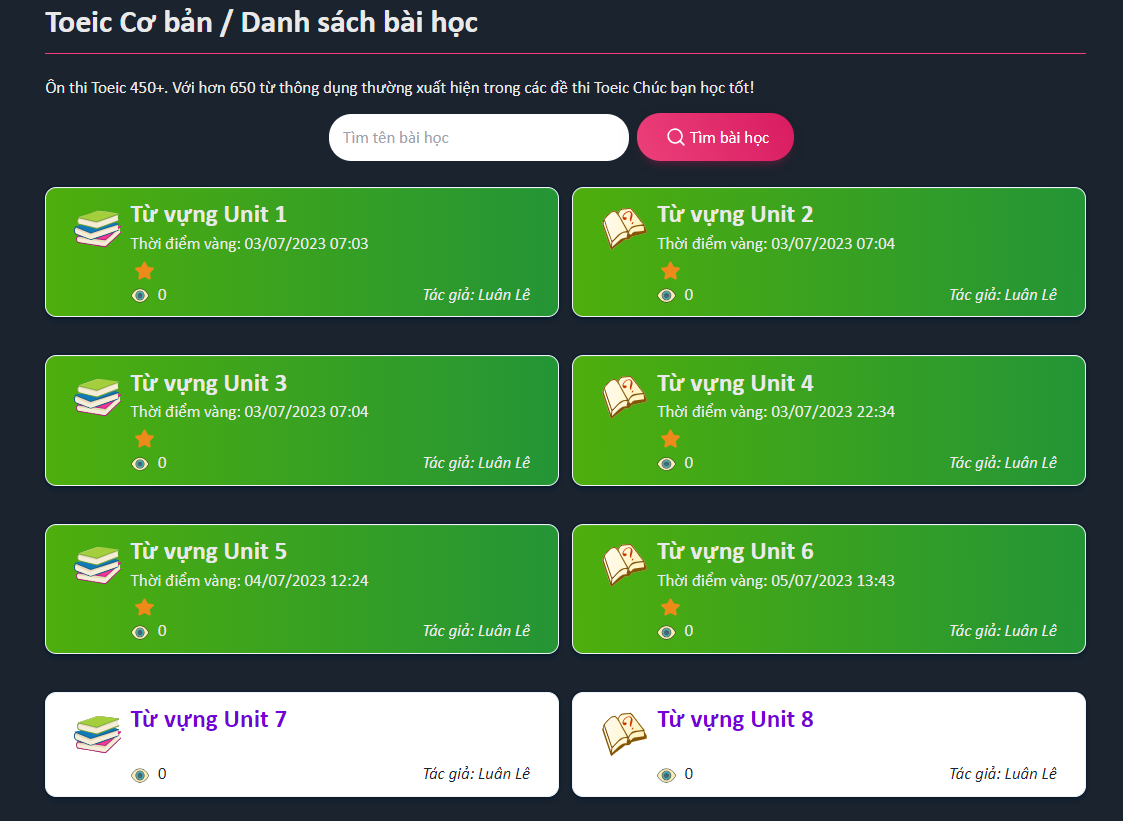 Toeic Cơ bản / Danh sách bài học
Ôn thi Toeic 450+. Với hơn 650 từ thông dụng thường xuất hiện trong các đề thi Toeic Chúc bạn học tốt!
Tìm tên bài học
Tìm bài học
Từ vựng Unit 1
Thời điểm vàng: 03/07/2023 07:03
0
Tác giả: Luân Lê
Từ vựng Unit 2
Thời điểm vàng: 03/07/2023 07:04
0
Tác giả: Luân Lê
Từ vựng Unit 3
Thời điểm vàng: 03/07/2023 07:04
0
Tác giả: Luân Lê
Từ vựng Unit 4
Thời điểm vàng: 03/07/2023 22:34
0
Tác giả: Luân Lê
Từ vựng Unit 5
Thời điểm vàng: 04/07/2023 12:24
0
Tác giả: Luân Lê
Từ vựng Unit 6
Thời điểm vàng: 05/07/2023 13:43
0
Tác giả: Luân Lê
Từ vựng Unit 7
0
Tác giả: Luân Lê
Từ vựng Unit 8
0
Tác giả: Luân Lê